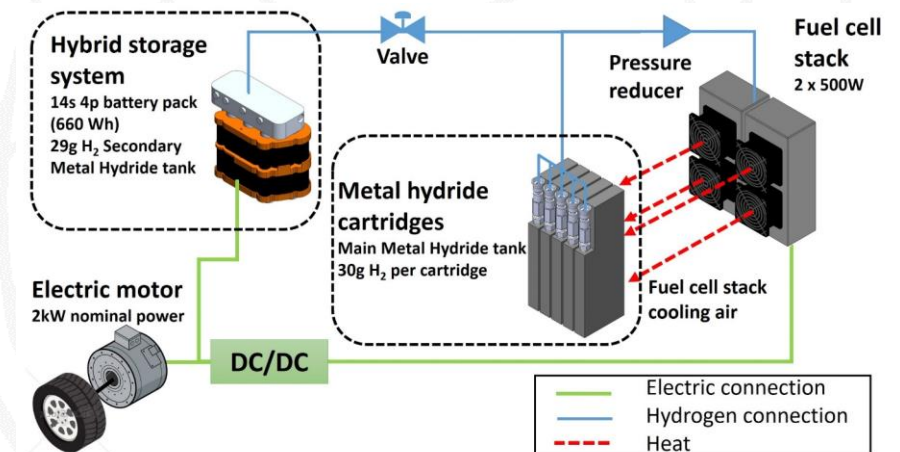 Hybrid storage
system
14s 4p battery pack
(660 Wh)
29g H₂ Secondary
Metal Hydride tank
Valve
Pressure
reducer
Fuel cell
stack
2 x 500W
Metal hydride
cartridges
Main Metal Hydride tank
30g H₂ per cartridge
Fuel cell stack
cooling air
Electric motor
2kW nominal power
DC/DC
Electric connection
Hydrogen connection
Heat